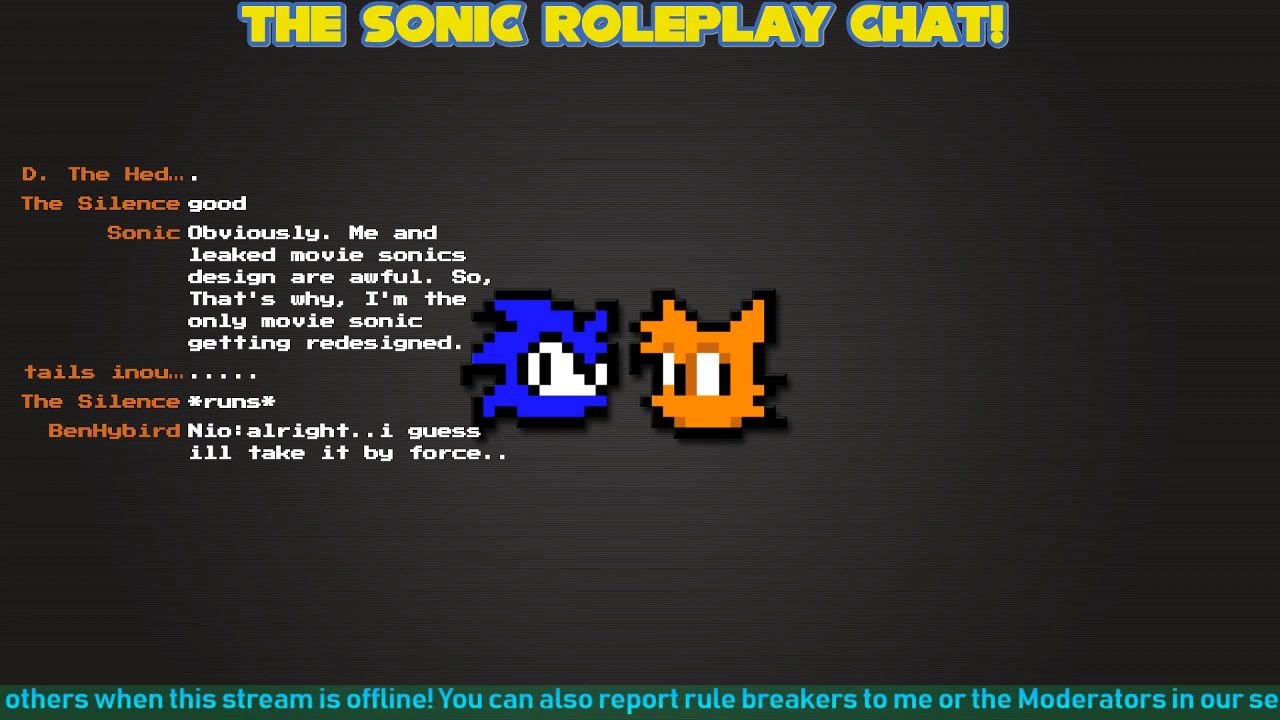 THE SONIC ROLEPLAY CHAT!
D. The Hed... .
The Silence good
Sonic Obviously. Me and
leaked movie sonics
design are awful. So,
That's why, I'm the
only movie sonic
getting redesigned.
tails inou... .....
The Silence *runs*
BenHybird Nio:alright..i guess
ill take it by force..
others when this stream is offline! You can also report rule breakers to me or the Moderators in our se